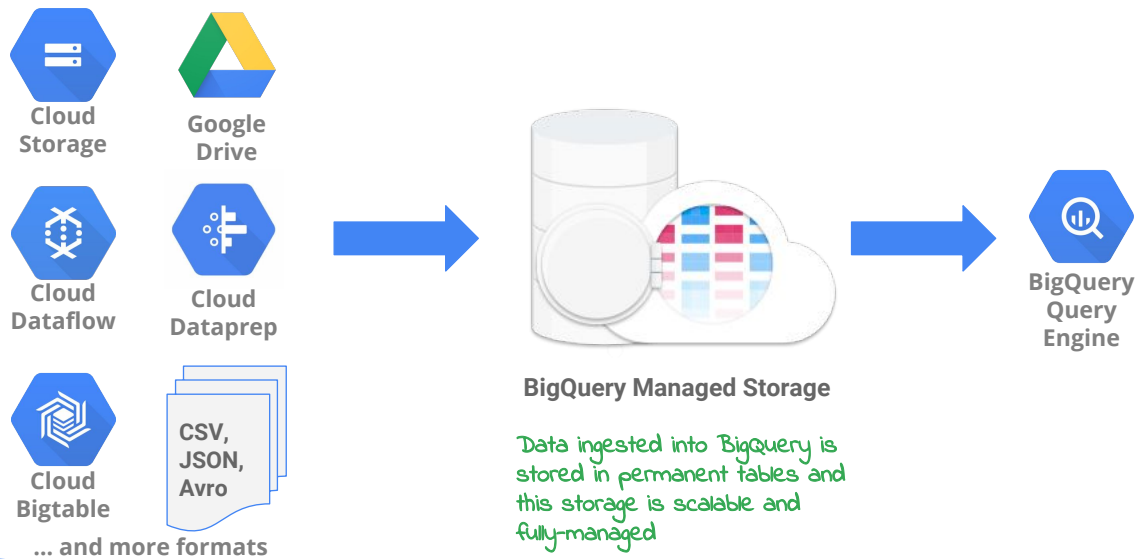 Cloud
Storage
Google
Drive
Cloud
Dataflow
Cloud
Dataprep
Cloud
Bigtable
CSV,
JSON,
Avro
... and more formats
BigQuery Managed Storage
Data ingested into BigQuery is
stored in permanent tables and
this storage is scalable and
fully-managed
BigQuery
Query
Engine